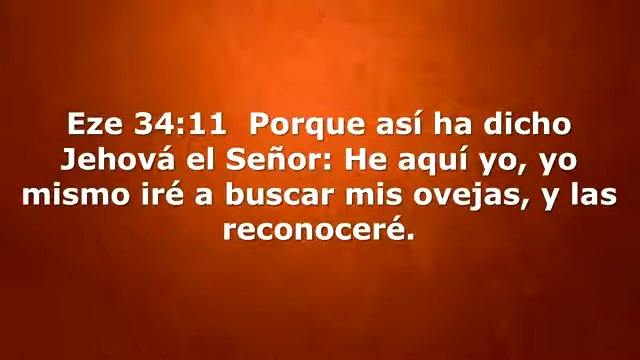 Eze 34:11  Porque así ha dicho
Jehová el Señor: He aquí yo, yo
mismo iré a buscar mis ovejas, y las
reconoceré.